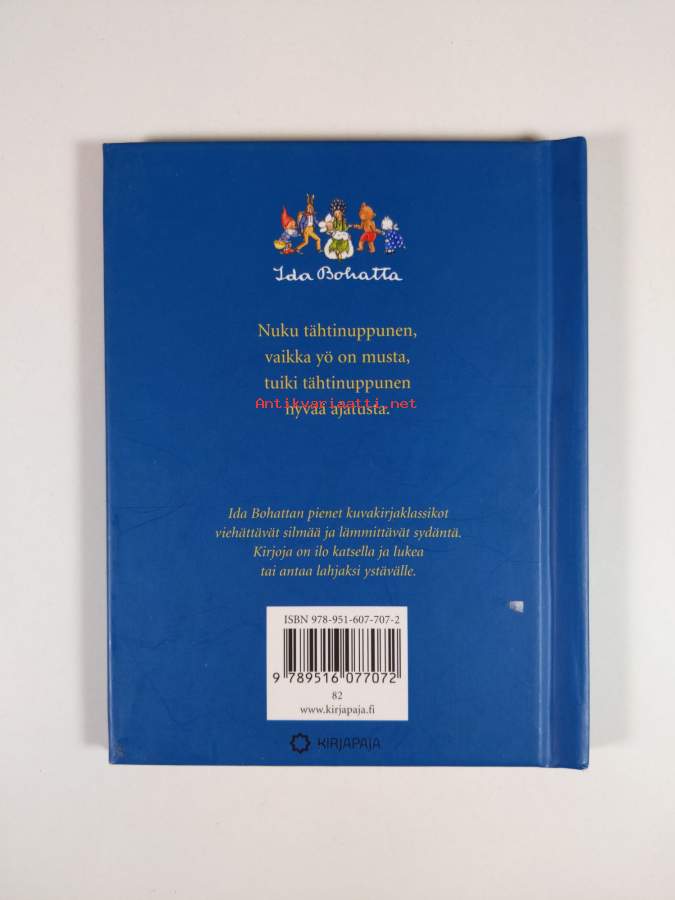 Ida Bohatta
Nuku tähtinuppunen,
vaikka yö on musta,
tuiki tähtinuppunen
Antikvariaatti.net
hyvää ajatusta.
Ida Bohattan pienet kuvakirjaklassikot
viehättävät silmää ja lämmittävät sydäntä.
Kirjoja on ilo katsella ja lukea
tai antaa lahjaksi ystävälle.
ISBN 978-951-607-707-2
9 789516 077072
82
www.kirjapaja.fi
KIRJAPAJA